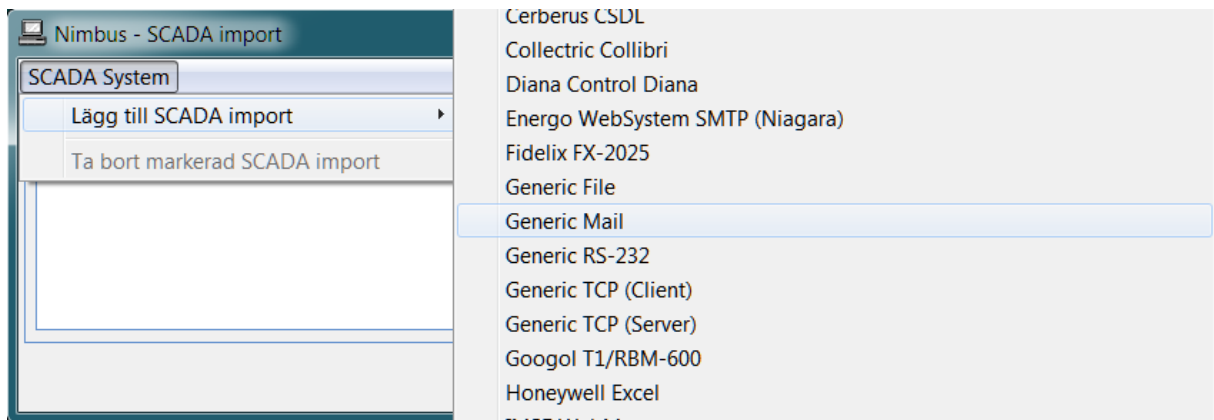 Nimbus - SCADA import
SCADA System
Lägg till SCADA import
Ta bort markerad SCADA import
Cerberus CSDL
Collectric Collibri
Diana Control Diana
Energo WebSystem SMTP (Niagara)
Fidelix FX-2025
Generic File
Generic Mail
Generic RS-232
Generic TCP (Client)
Generic TCP (Server)
Googol T1/RBM-600
Honeywell Excel